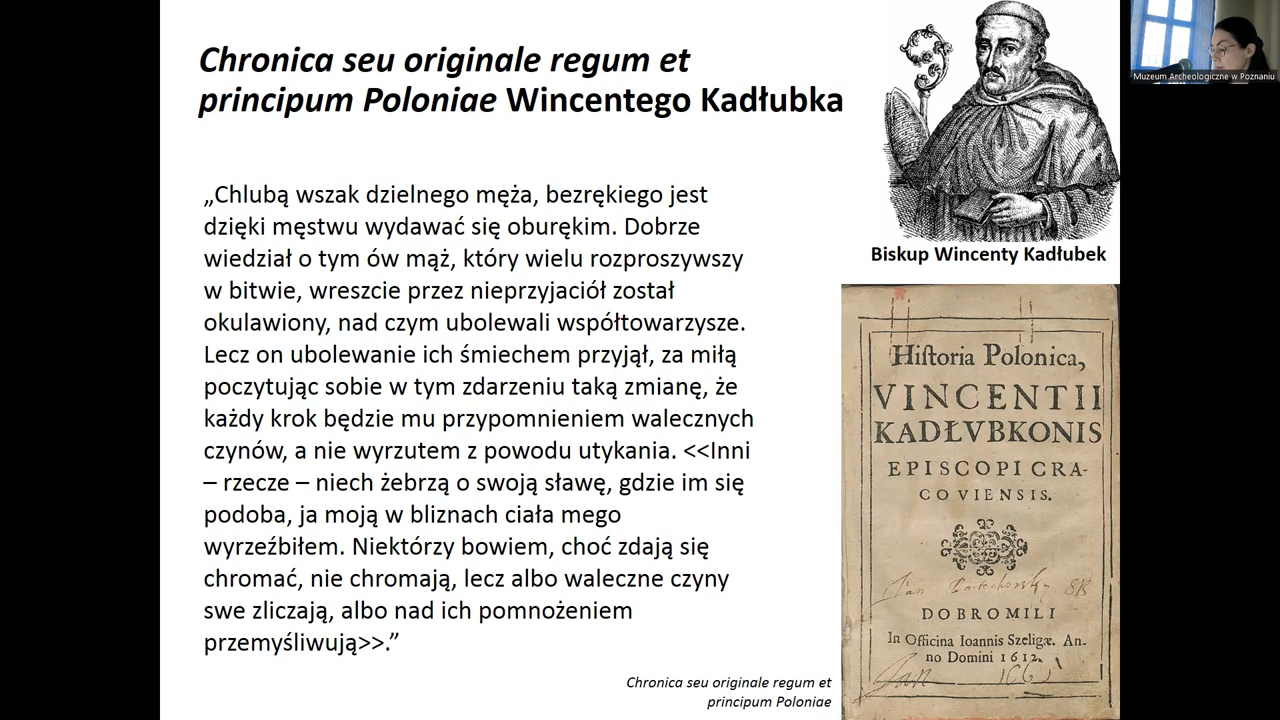 Chronica seu originale regum et
principum Poloniae Wincentego Kadłubka
„Chlubą wszak dzielnego męża, bezrękiego jest
dzięki męstwu wydawać się oburękim. Dobrze
wiedział o tym ów mąż, który wielu rozproszywszy
w bitwie, wreszcie przez nieprzyjaciół został
okulawiony, nad czym ubolewali współtowarzysze.
Lecz on ubolewanie ich śmiechem przyjął, za miłą
poczytując sobie w tym zdarzeniu taką zmianę, że
każdy krok będzie mu przypomnieniem walecznych
czynów, a nie wyrzutem z powodu utykania. <<Inni
– rzecze – niech żebrzą o swoją sławę, gdzie im się
podoba, ja moją w bliznach ciała mego
wyrzeźbiłem. Niektórzy bowiem, choć zdają się
chromać, nie chromają, lecz albo waleczne czyny
swe zliczają, albo nad ich pomnożeniem
przemyśliwują>>.”
Chronica seu originale regum et
principum Poloniae
Biskup Wincenty Kadłubek
Hiſtoria Polonica,
VINCENTII
KADŁVBKONIS
EPISCOPI CRA-
COVIENSIS.
DOBROMILI
In Officina Ioannis Szeligæ. An-
no Domini 1612.
Muzeum Archeologiczne w Poznaniu